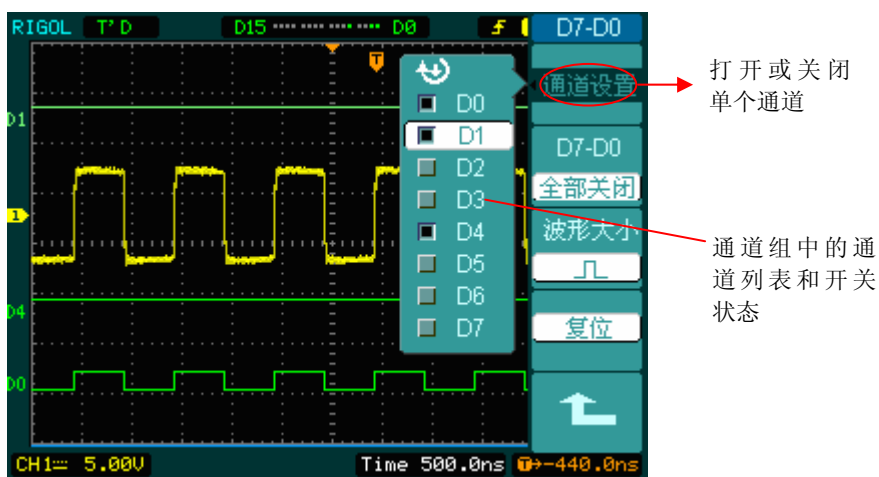 RIGOL T'D D15 D0 D7-D0
通道设置
打开或关闭
单个通道
D0
D1
D2
D3
D4
D5
D6
D7
D7-D0
全部关闭
波形大小
复位
通道组中的通
道列表和开关
状态
D1
T
1
D4
D0
CH1 5.00V Time 500.0ns T→-440.0ns